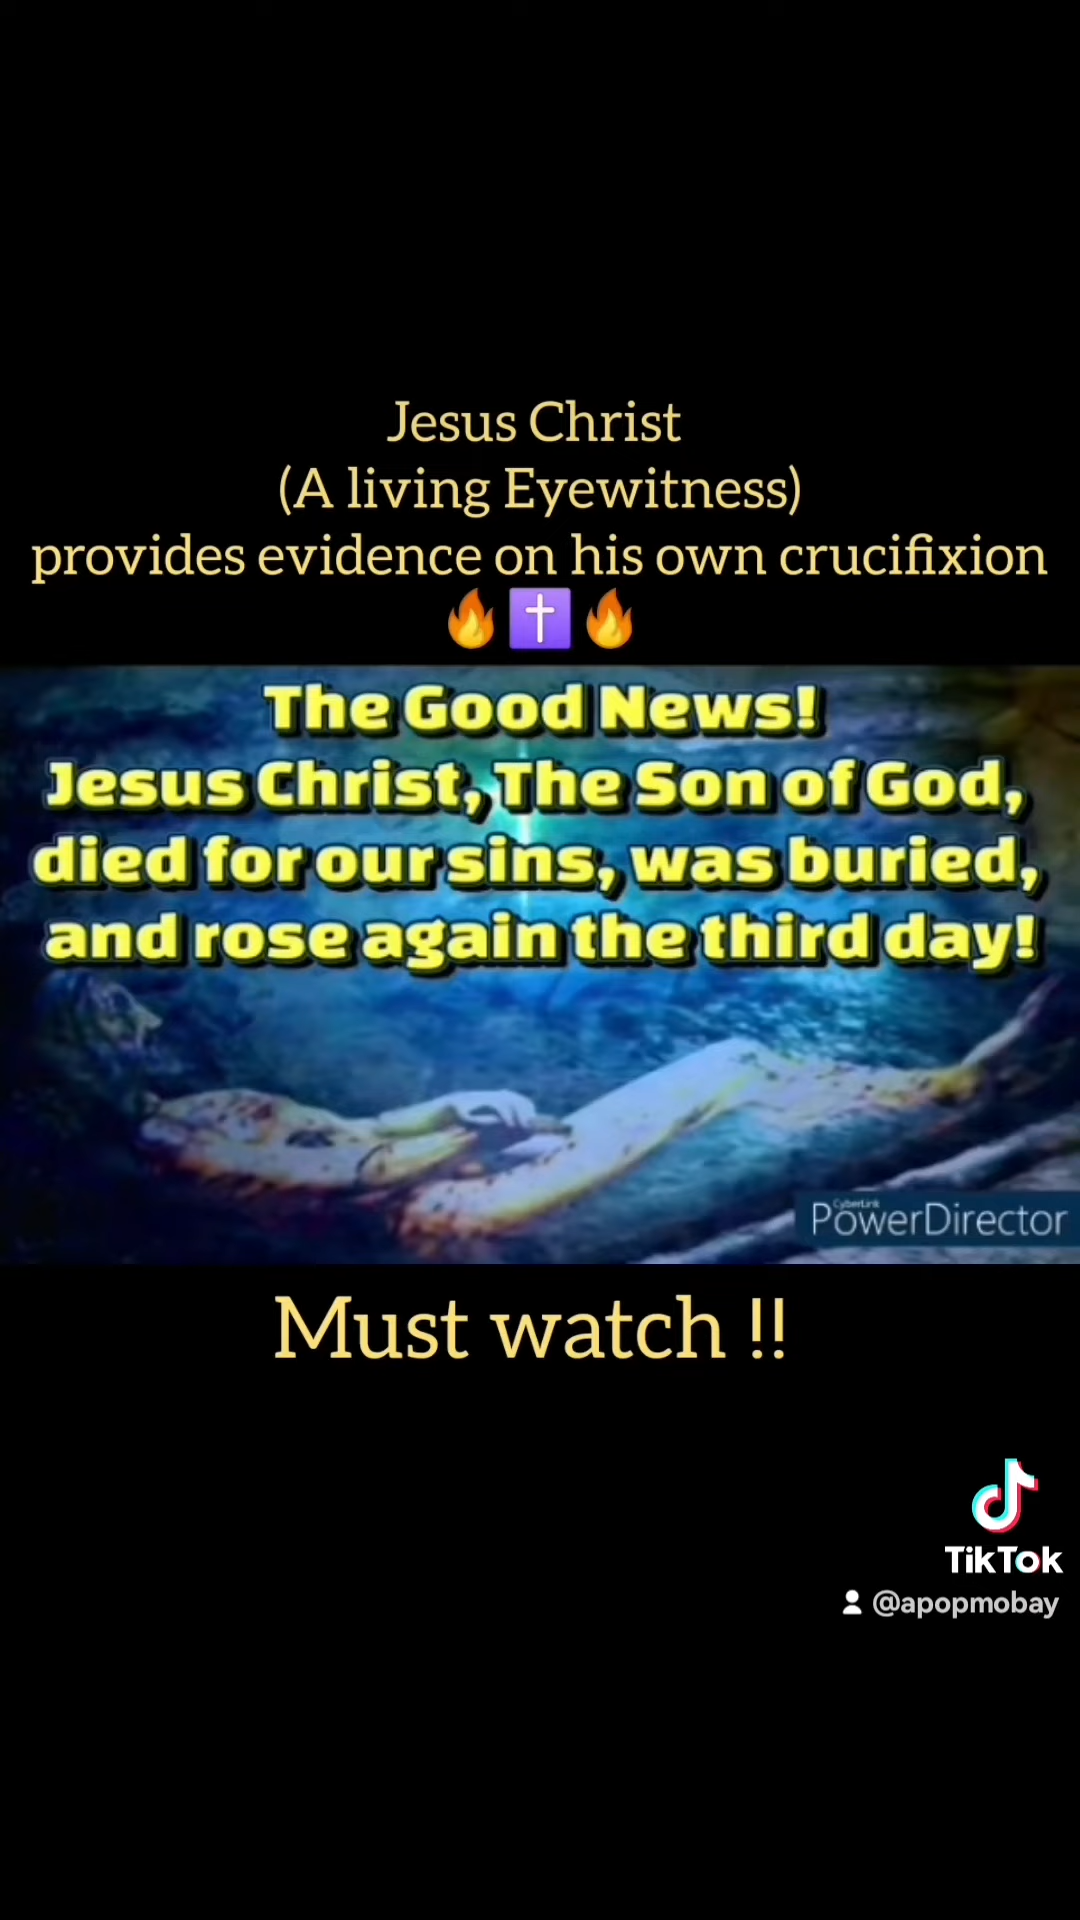 Jesus Christ
(A living Eyewitness)
provides evidence on his own crucifixion
🔥✝️🔥
The Good News!
Jesus Christ, The Son of God,
died for our sins, was buried,
and rose again the third day!
CyberLink
PowerDirector
Must watch !!
TikTok
@apopmobay